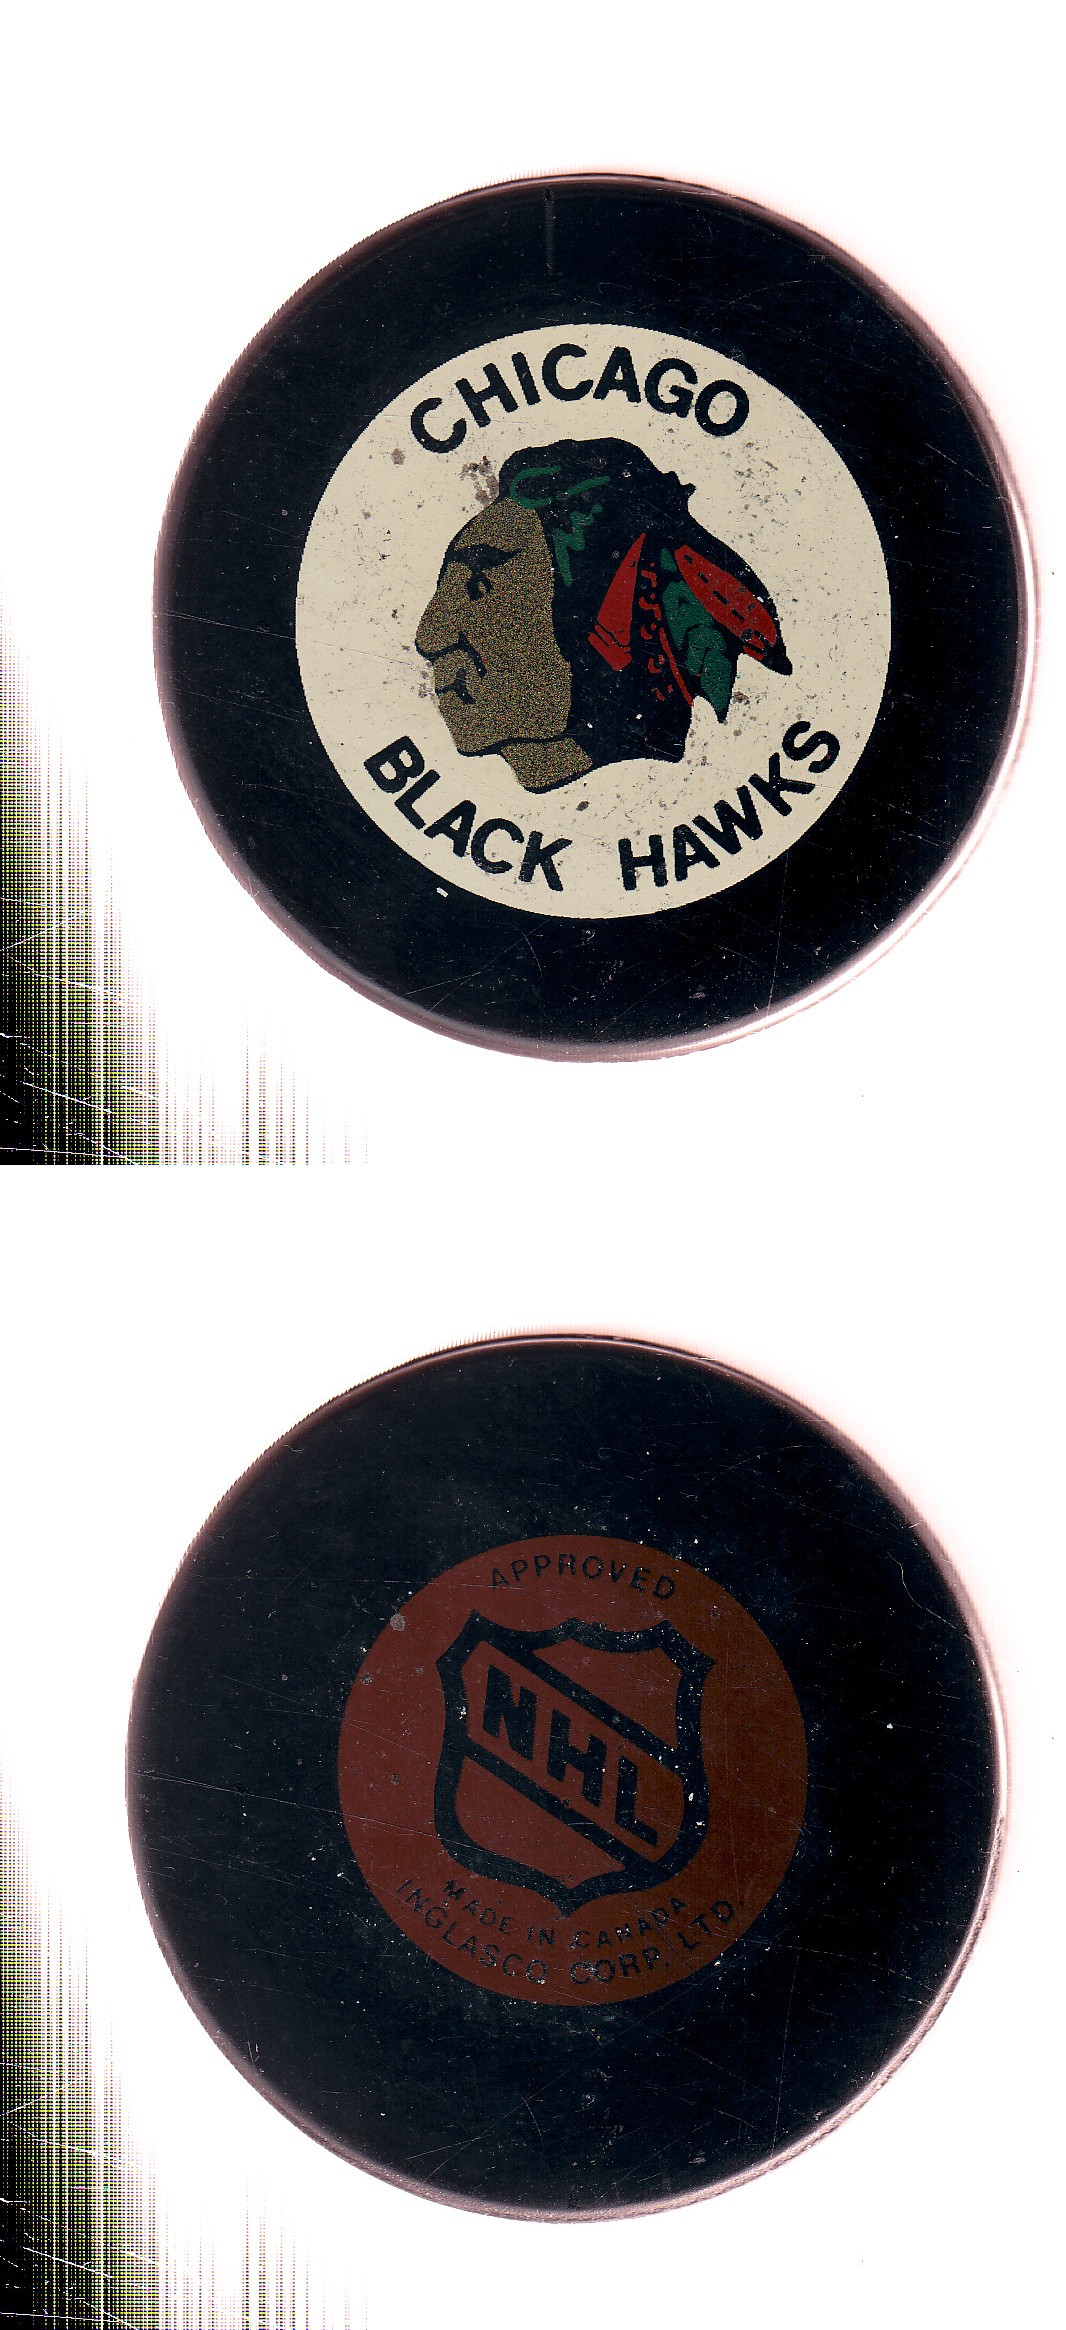 CHICAGO
BLACK HAWKS
APPROVED
NHL
MADE IN CANADA
INGLASCO CORP. LTD.